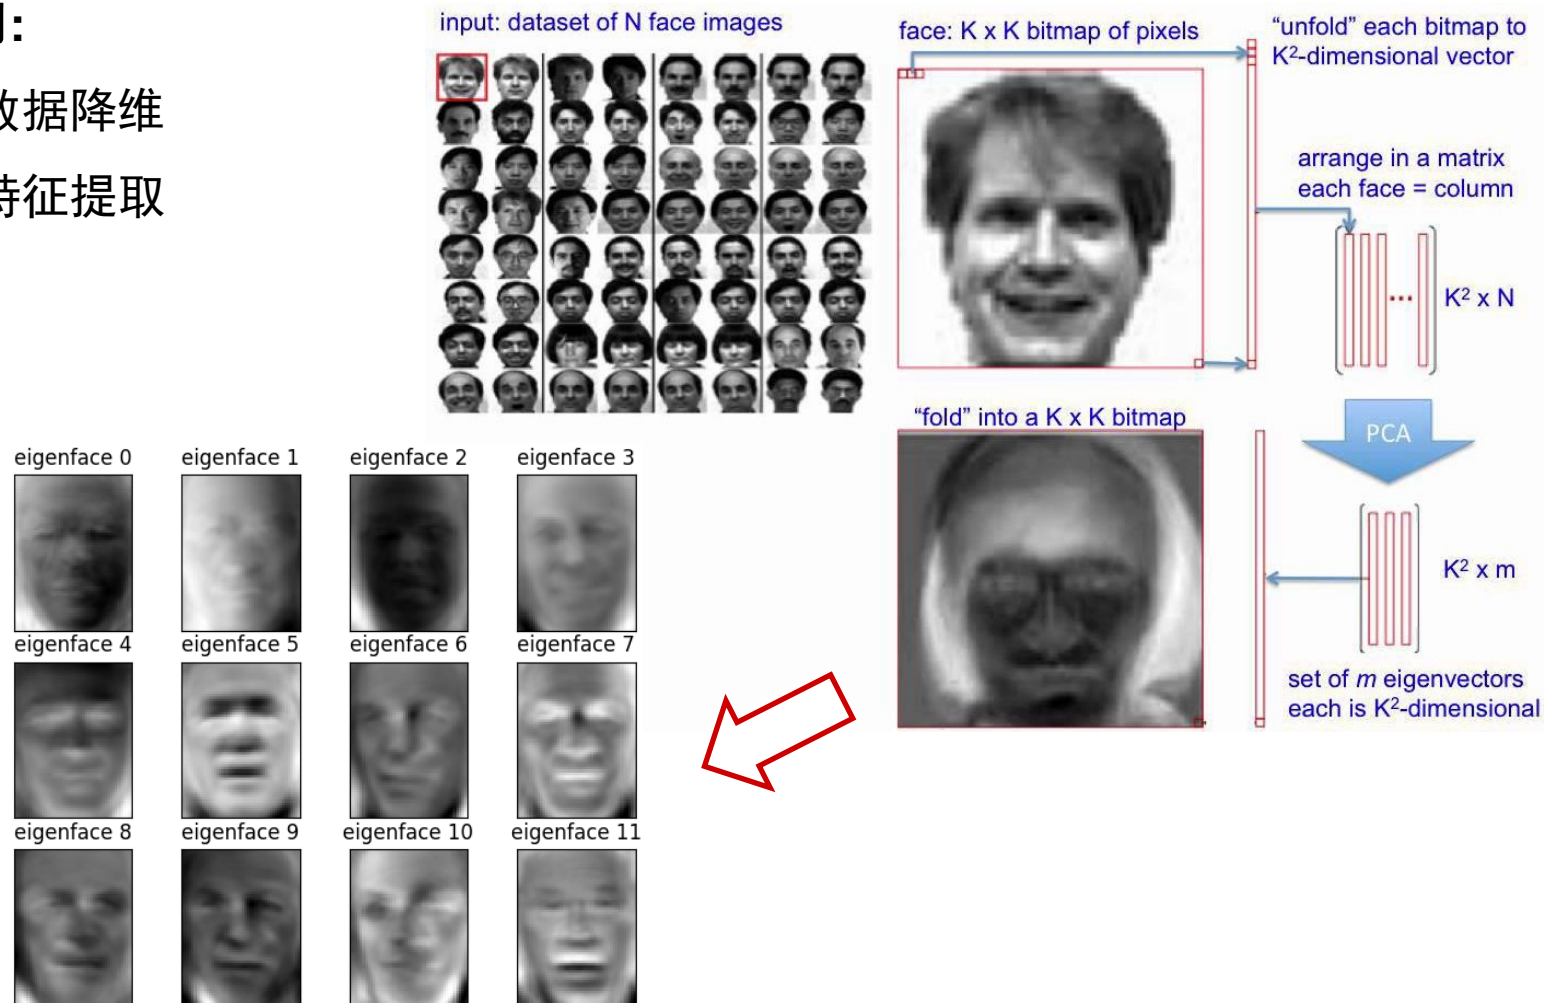 :
数据降维
特征提取
input: dataset of N face images
face: K x K bitmap of pixels
“unfold” each bitmap to
K²-dimensional vector
arrange in a matrix
each face = column
...
K² x N
PCA
“fold” into a K x K bitmap
K² x m
set of m eigenvectors
each is K²-dimensional
eigenface 0 eigenface 1 eigenface 2 eigenface 3
eigenface 4 eigenface 5 eigenface 6 eigenface 7
eigenface 8 eigenface 9 eigenface 10 eigenface 11